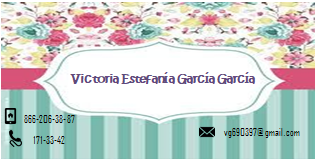 Victoria Estefanía García García
866-206-38-87
171-33-42
vg690397@gmail.com